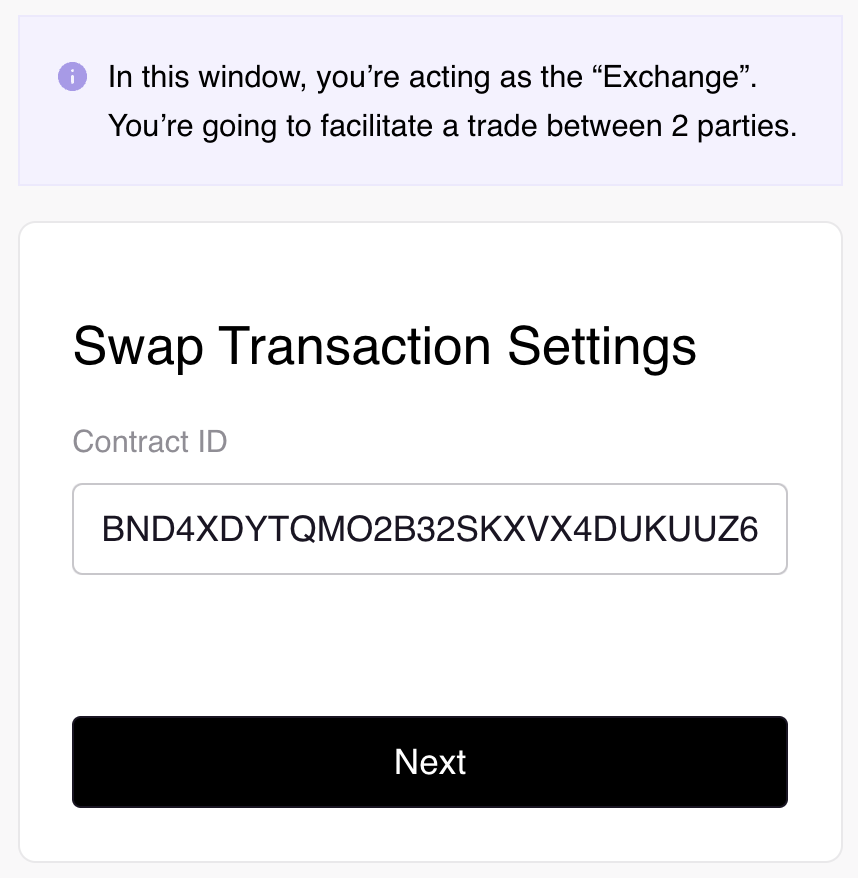 In this window, you’re acting as the “Exchange”.
You’re going to facilitate a trade between 2 parties.
Swap Transaction Settings
Contract ID
BND4XDYTQMO2B32SKXVX4DUKUUZ6
Next